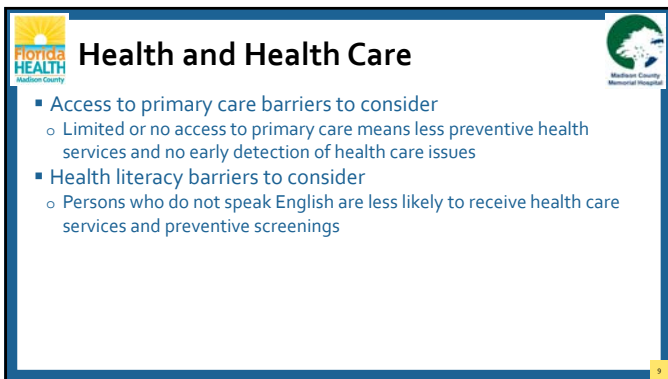 Florida
HEALTH
Madison County
Health and Health Care
Madison County
Memorial Hospital
▪ Access to primary care barriers to consider
o Limited or no access to primary care means less preventive health
services and no early detection of health care issues
▪ Health literacy barriers to consider
o Persons who do not speak English are less likely to receive health care
services and preventive screenings
9